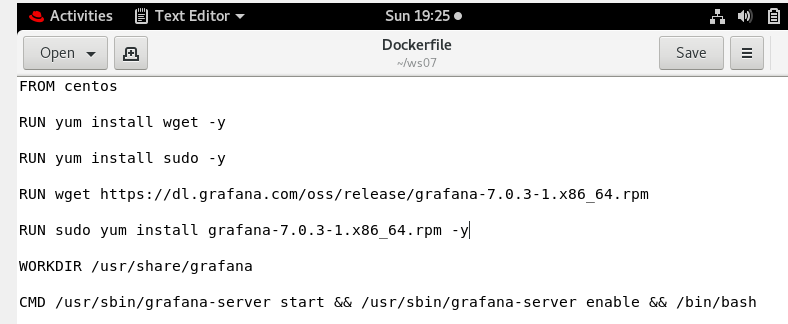 Activities Text Editor Sun 19:25
Open Dockerfile Save
~/ws07
FROM centos
RUN yum install wget -y
RUN yum install sudo -y
RUN wget https://dl.grafana.com/oss/release/grafana-7.0.3-1.x86_64.rpm
RUN sudo yum install grafana-7.0.3-1.x86_64.rpm -y
WORKDIR /usr/share/grafana
CMD /usr/sbin/grafana-server start && /usr/sbin/grafana-server enable && /bin/bash